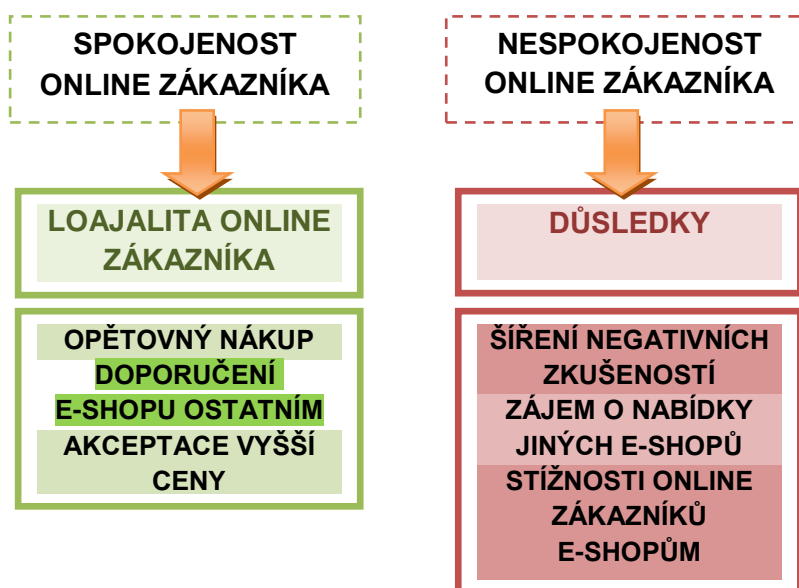 SPOKOJENOST
ONLINE ZÁKAZNÍKA
LOAJALITA ONLINE
ZÁKAZNÍKA
OPĚTOVNÝ NÁKUP
DOPORUČENÍ
E-SHOPU OSTATNÍM
AKCEPTACE VYŠŠÍ
CENY
NESPOKOJENOST
ONLINE ZÁKAZNÍKA
DŮSLEDKY
ŠÍŘENÍ NEGATIVNÍCH
ZKUŠENOSTÍ
ZÁJEM O NABÍDKY
JINÝCH E-SHOPŮ
STÍŽNOSTI ONLINE
ZÁKAZNÍKŮ
E-SHOPŮM